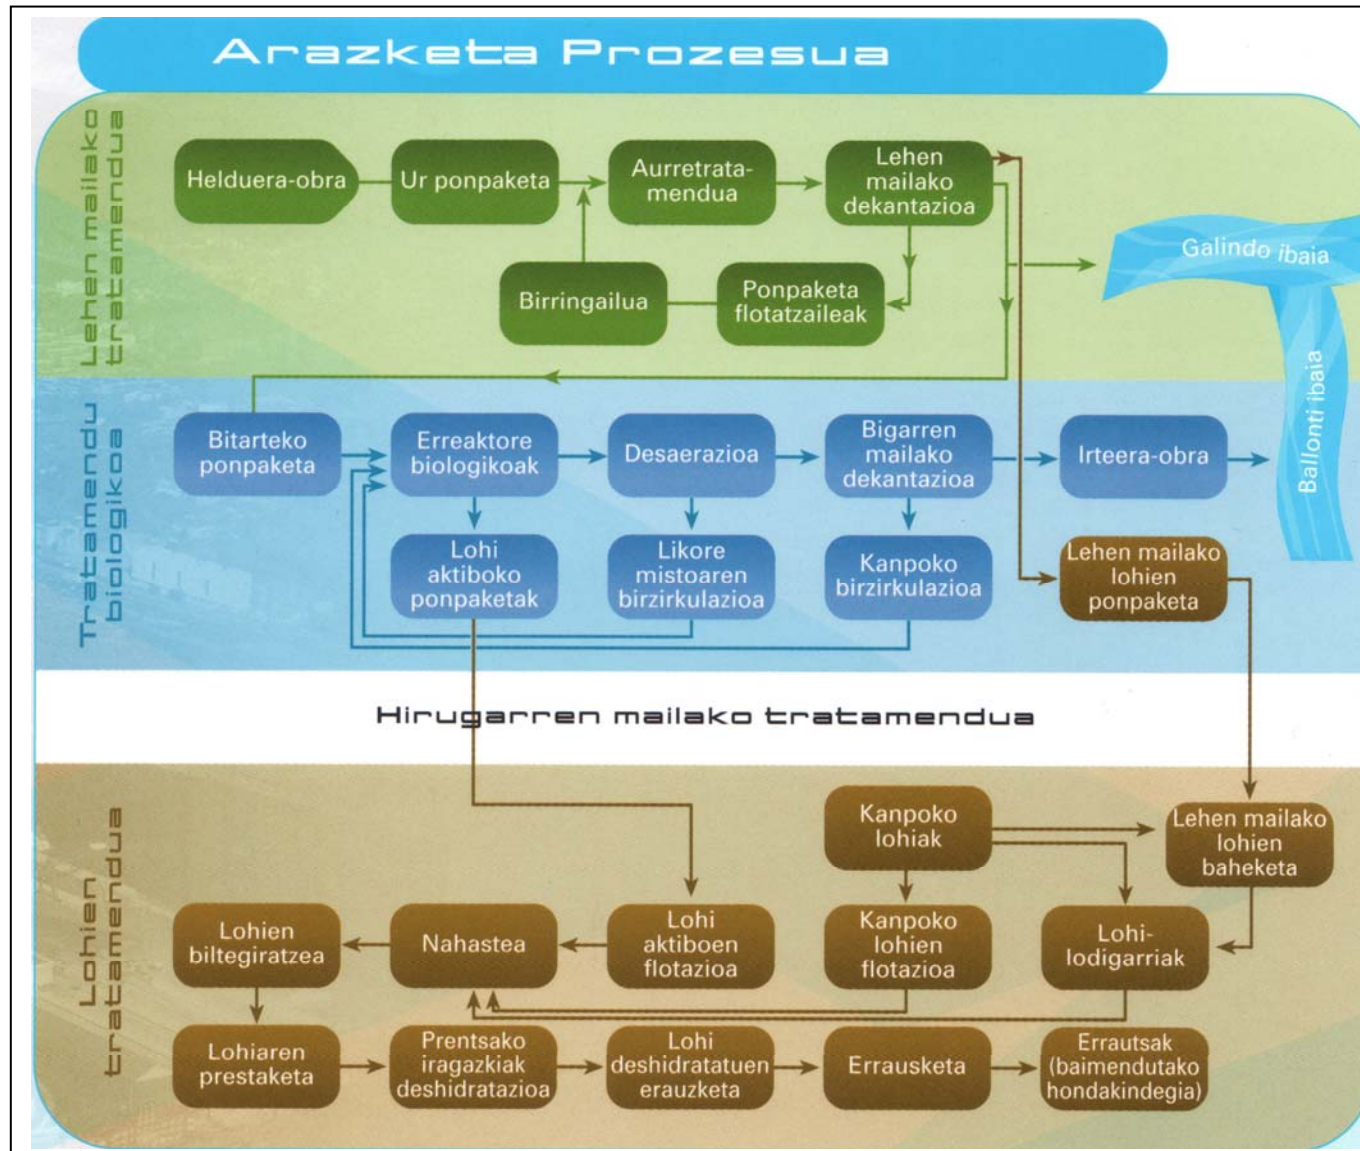 Arazketa Prozesua
Lehen mailako
tratamendua
Helduera-obra
Ur ponpaketa
Aurretrata-
mendua
Lehen
mailako
dekantazioa
Birringailua
Ponpaketa
flotatzaileak
Galindo ibaia
Ballonti ibaia
Tratamendu
biologikoa
Bitarteko
ponpaketa
Erreaktore
biologikoak
Desaerazioa
Bigarren
mailako
dekantazioa
Irteera-obra
Lohi
aktiboko
ponpaketak
Likore
mistoaren
birzirkulazioa
Kanpoko
birzirkulazioa
Lehen mailako
lohien
ponpaketa
Hirugarren mailako tratamendua
Lohien
tratamendua
Kanpoko
lohiak
Lehen mailako
lohien
baheketa
Lohien
biltegiratzea
Nahastea
Lohi
aktiboen
flotazioa
Kanpoko
lohien
flotazioa
Lohi-
lodigarriak
Lohiaren
prestaketa
Prentsako
iragazkiak
deshidratazioa
Lohi
deshidratatuen
erauzketa
Errausketa
Errautsak
(baimendutako
hondakindegia)